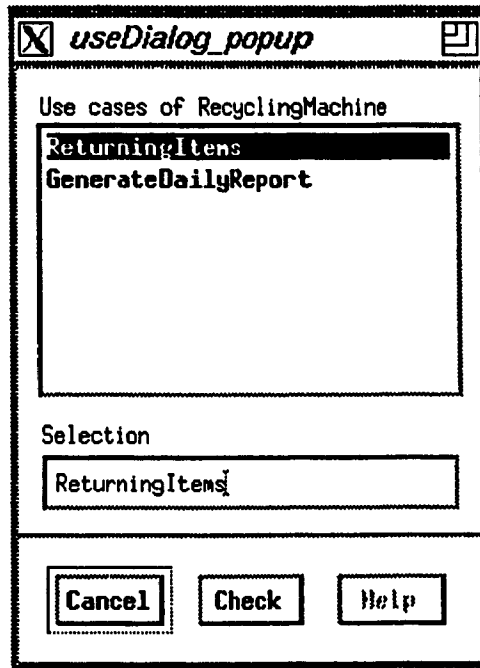 useDialog_popup
Use cases of RecyclingMachine
ReturningItems
GenerateDailyReport
Selection
ReturningItems
Cancel Check Help